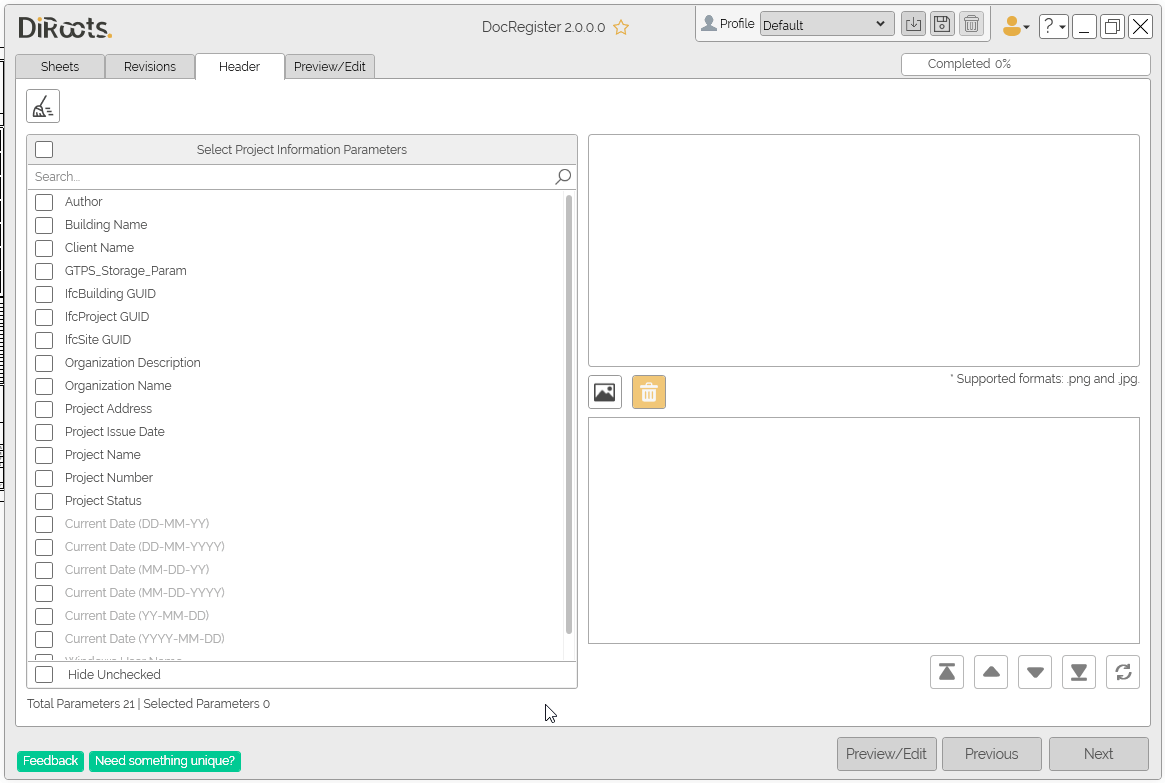 DiRoots.
DocRegister 2.0.0.0
Profile
Default
?
Sheets
Revisions
Header
Preview/Edit
Completed 0%
Select Project Information Parameters
Search...
Author
Building Name
Client Name
GTPS_Storage_Param
IfcBuilding GUID
IfcProject GUID
IfcSite GUID
Organization Description
Organization Name
Project Address
Project Issue Date
Project Name
Project Number
Project Status
Current Date (DD-MM-YY)
Current Date (DD-MM-YYYY)
Current Date (MM-DD-YY)
Current Date (MM-DD-YYYY)
Current Date (YY-MM-DD)
Current Date (YYYY-MM-DD)
Windows User Name
Hide Unchecked
Total Parameters 21 | Selected Parameters 0
* Supported formats: .png and .jpg.
Feedback
Need something unique?
Preview/Edit
Previous
Next